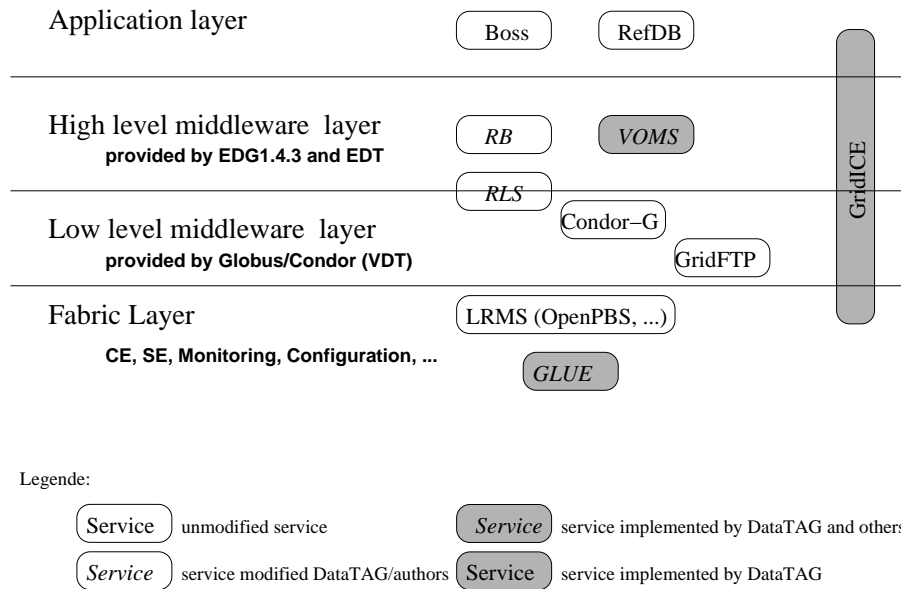 Application layer
Boss
RefDB
High level middleware layer
provided by EDG1.4.3 and EDT
RB
VOMS
GridICE
RLS
Low level middleware layer
provided by Globus/Condor (VDT)
Condor−G
GridFTP
Fabric Layer
CE, SE, Monitoring, Configuration, ...
LRMS (OpenPBS, ...)
GLUE
Legende:
Service unmodified service
Service service implemented by DataTAG and others
Service service modified DataTAG/authors
Service service implemented by DataTAG